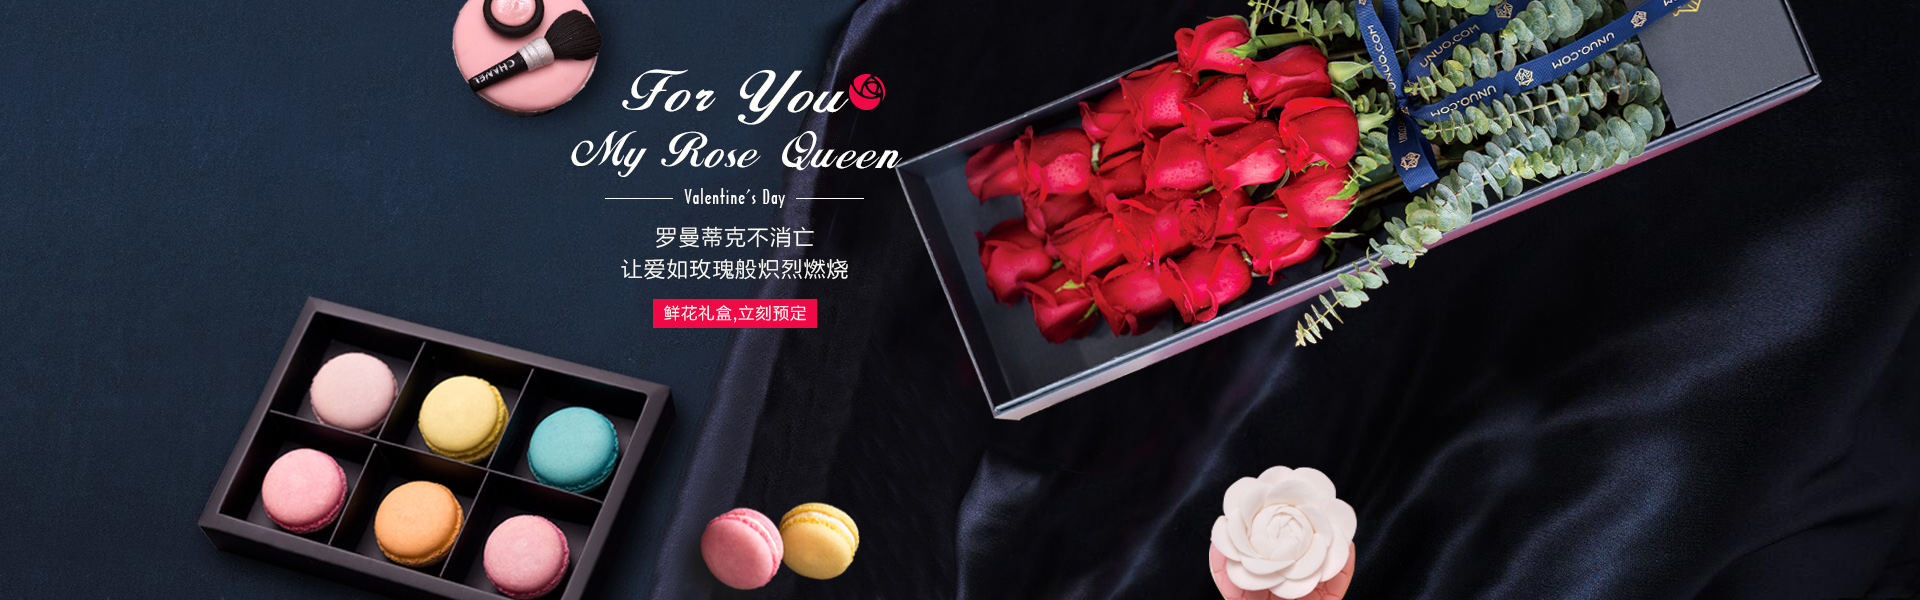 CHANEL
For You
My Rose Queen
Valentine's Day
罗曼蒂克不消亡
让爱如玫瑰般炽烈燃烧
鲜花礼盒,立刻预定
UNUO.COM
UNUO.COM
UNUO.COM
UNUO.COM